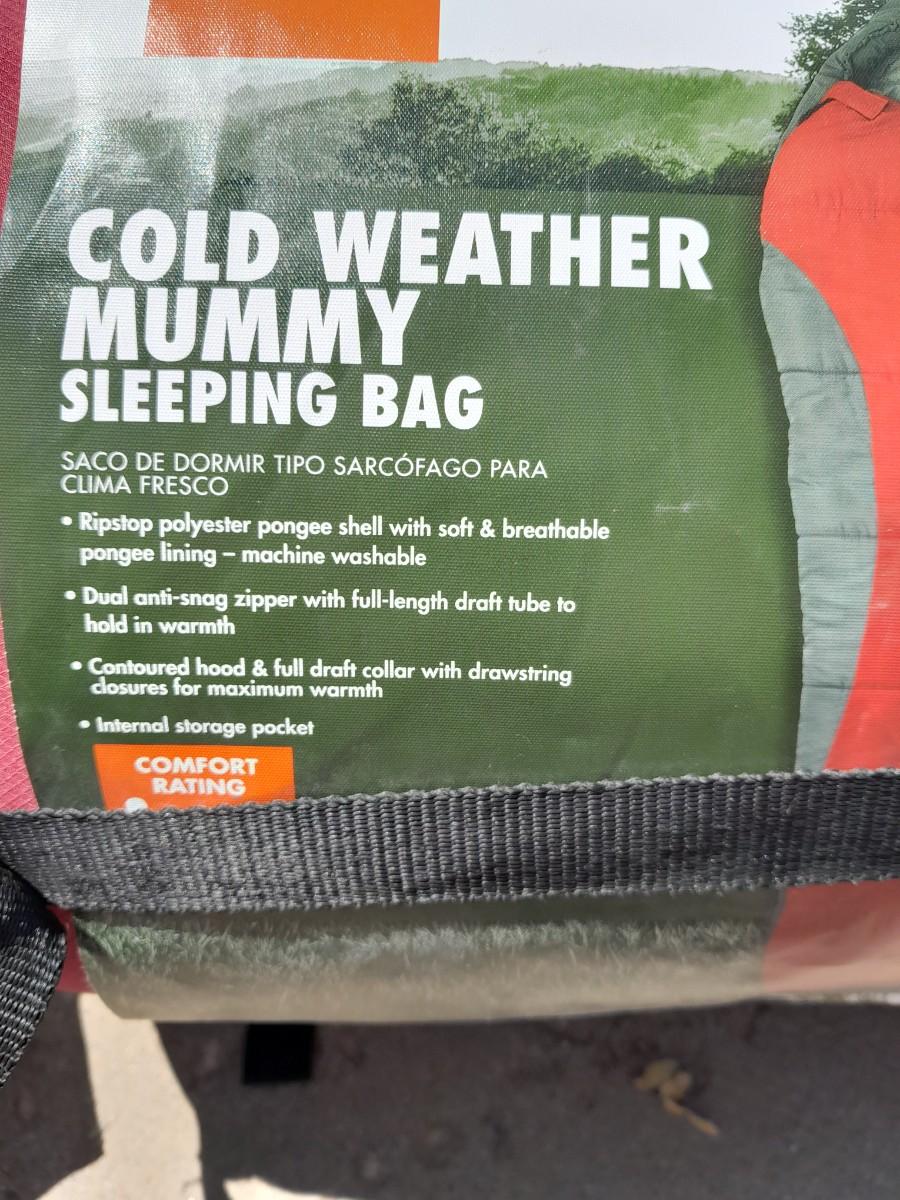 COLD WEATHER
MUMMY
SLEEPING BAG
SACO DE DORMIR TIPO SARCÓFAGO PARA
CLIMA FRESCO
• Ripstop polyester pongee shell with soft & breathable
pongee lining – machine washable
• Dual anti-snag zipper with full-length draft tube to
hold in warmth
• Contoured hood & full draft collar with drawstring
closures for maximum warmth
• Internal storage pocket
COMFORT
RATING